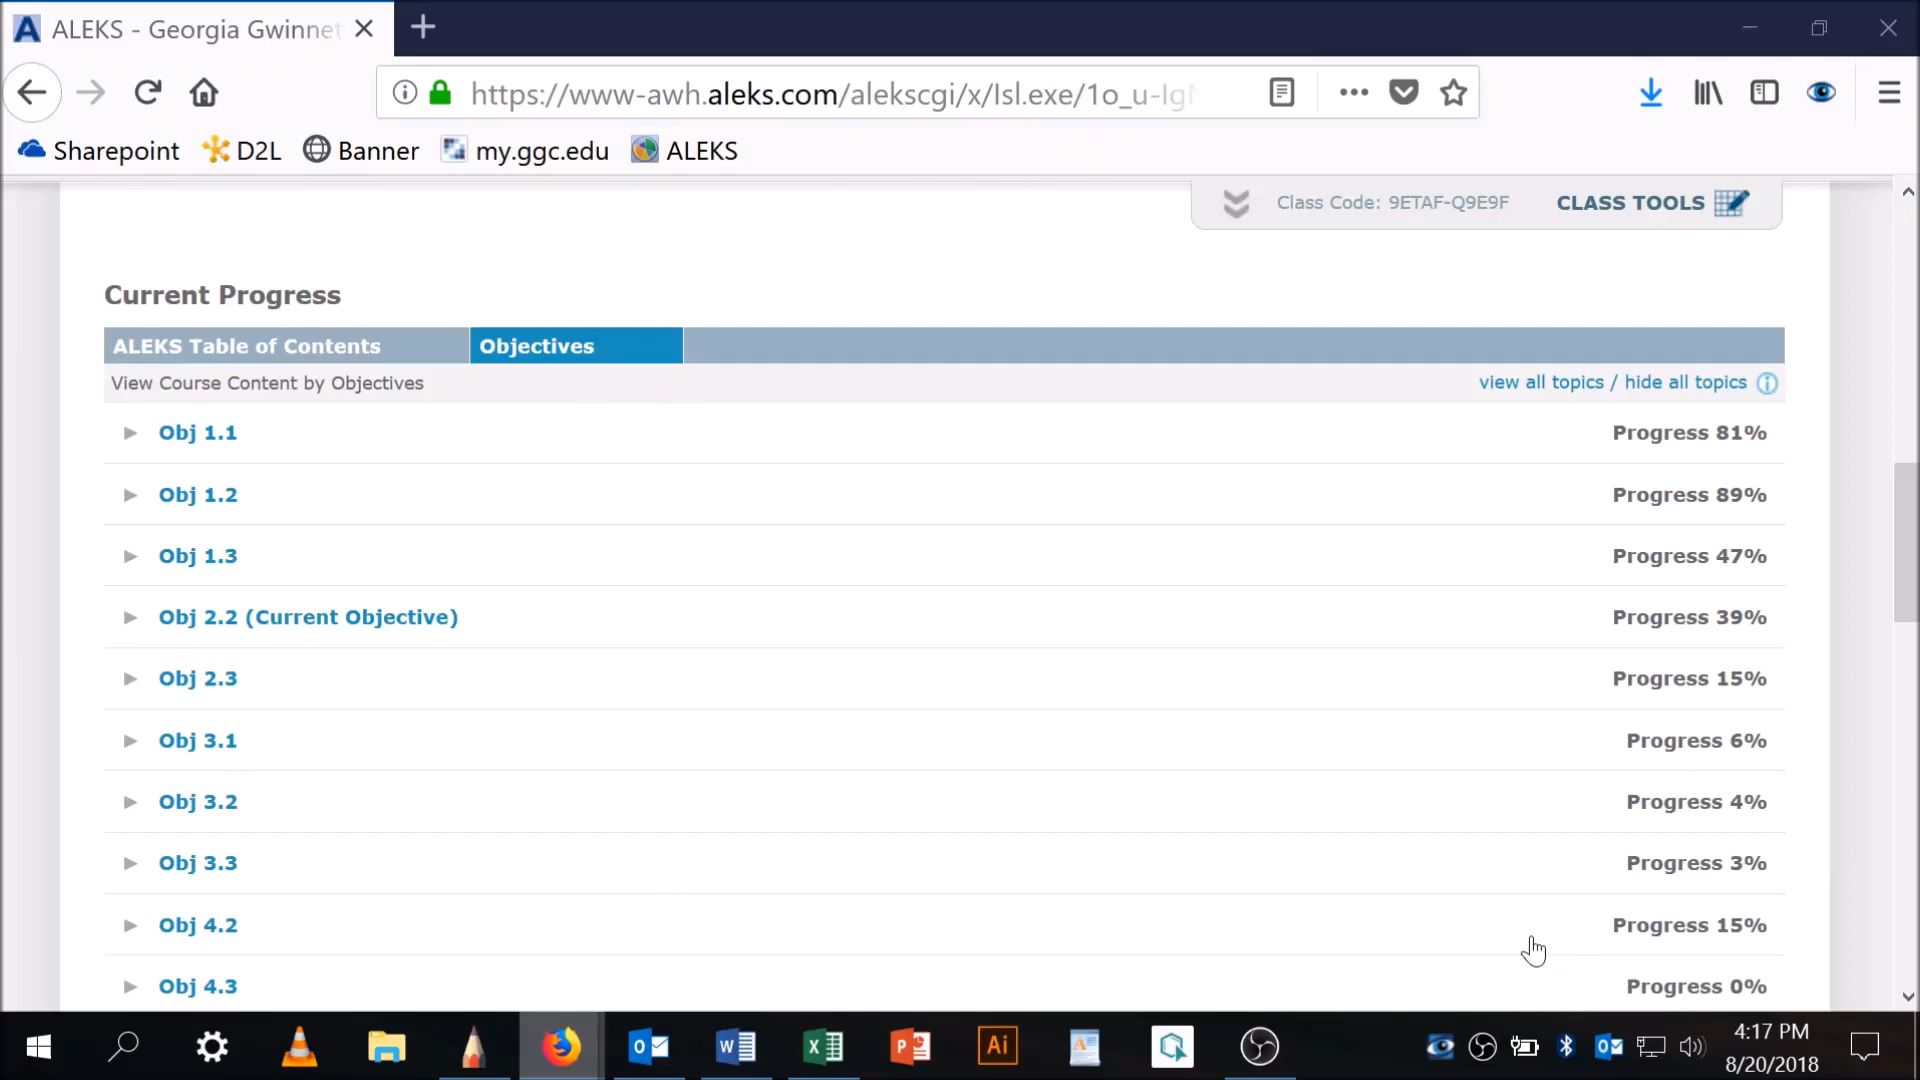 ALEKS - Georgia Gwinnet
https://www-awh.aleks.com/alekscgi/x/Isl.exe/1o_u-IgN
Sharepoint D2L Banner my.ggc.edu ALEKS
Class Code: 9ETAF-Q9E9F CLASS TOOLS
Current Progress
ALEKS Table of Contents Objectives
View Course Content by Objectives view all topics / hide all topics
Obj 1.1 Progress 81%
Obj 1.2 Progress 89%
Obj 1.3 Progress 47%
Obj 2.2 (Current Objective) Progress 39%
Obj 2.3 Progress 15%
Obj 3.1 Progress 6%
Obj 3.2 Progress 4%
Obj 3.3 Progress 3%
Obj 4.2 Progress 15%
Obj 4.3 Progress 0%
4:17 PM
8/20/2018